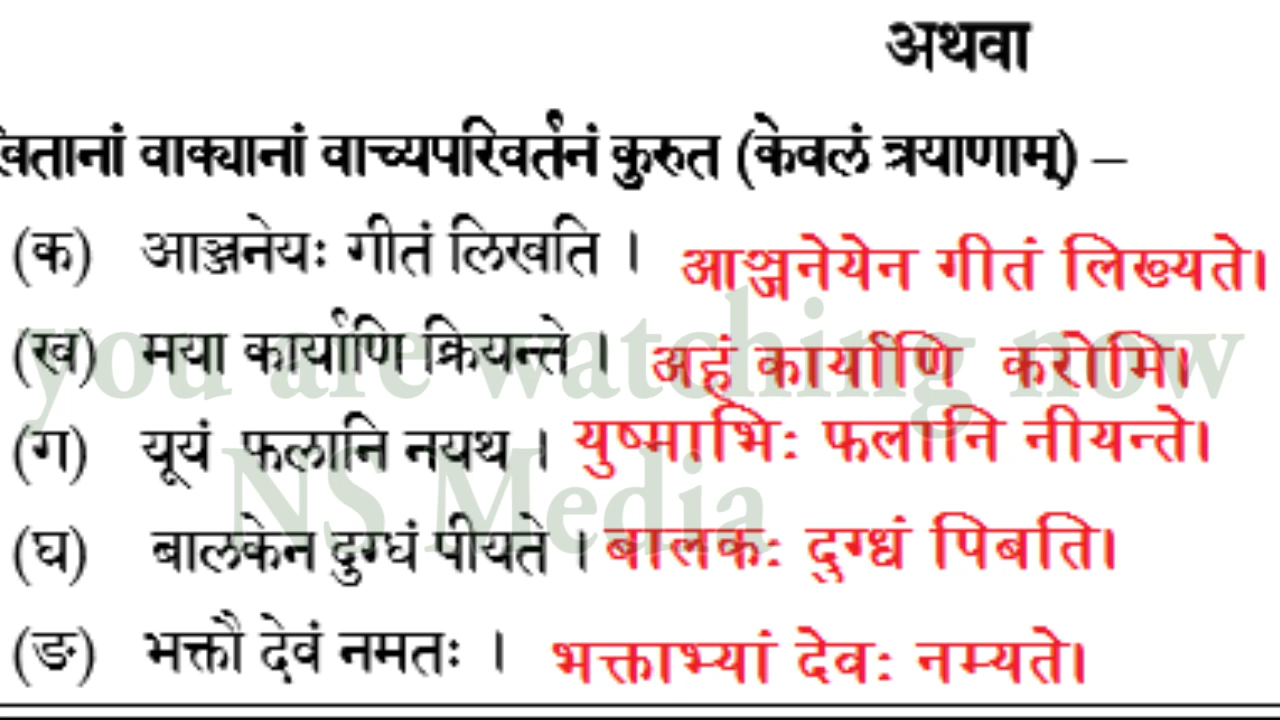 अथवा
खितानां वाक्यानां वाच्यपरिवर्तनं कुरुत (केवलं त्रयाणाम्) –
(क) आञ्जनेयः गीतं लिखति । आञ्जनेयेन गीतं लिख्यते।
(ख) मया कार्याणि क्रियन्ते । अहं कार्याणि करोमि।
you are watching now
(ग) यूयं फलानि नयथ । युष्माभिः फलानि नीयन्ते।
NS Media
(घ) बालकेन दुग्धं पीयते । बालकः दुग्धं पिबति।
(ङ) भक्तौ देवं नमतः । भक्ताभ्यां देवः नम्यते।